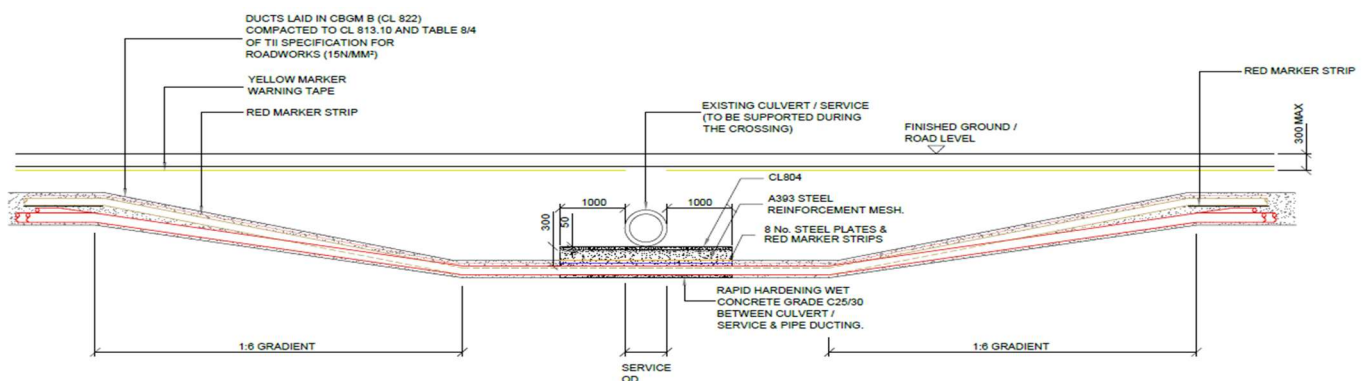 DUCTS LAID IN CBGM B (CL 822)
COMPACTED TO CL 813.10 AND TABLE 8/4
OF TII SPECIFICATION FOR
ROADWORKS (15N/MM²)
YELLOW MARKER
WARNING TAPE
RED MARKER STRIP
EXISTING CULVERT / SERVICE
(TO BE SUPPORTED DURING
THE CROSSING)
FINISHED GROUND /
ROAD LEVEL
RED MARKER STRIP
300 MAX
CL804
1000
1000
A393 STEEL
REINFORCEMENT MESH.
300
50
8 No. STEEL PLATES &
RED MARKER STRIPS
RAPID HARDENING WET
CONCRETE GRADE C25/30
BETWEEN CULVERT /
SERVICE & PIPE DUCTING.
1:6 GRADIENT
1:6 GRADIENT
SERVICE
OD